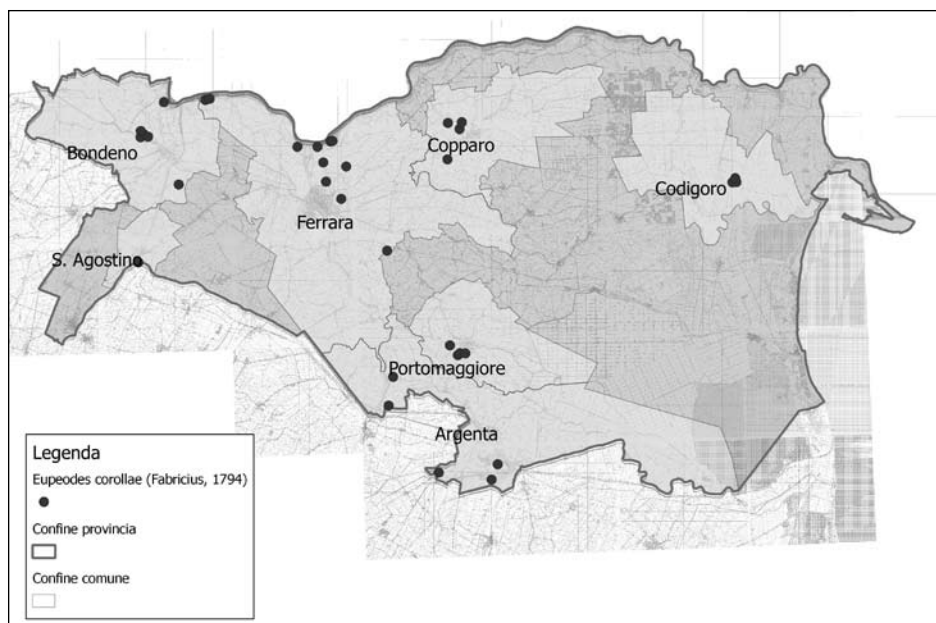 Bondeno
Copparo
Codigoro
Ferrara
S. Agostino
Portomaggiore
Argenta
Legenda
Eupeodes corollae (Fabricius, 1794)
Confine provincia
Confine comune